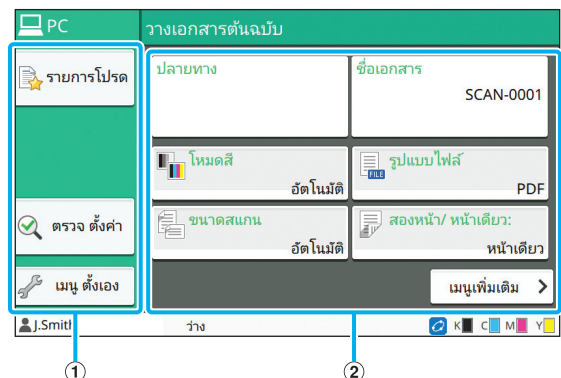 PC
วางเอกสารต้นฉบับ
รายการโปรด
ตรวจ ตั้งค่า
เมนู ตั้งเอง
ปลายทาง
ชื่อเอกสาร
SCAN-0001
โหมดสี
อัตโนมัติ
รูปแบบไฟล์
FILE
PDF
ขนาดสแกน
อัตโนมัติ
สองหน้า/ หน้าเดียว:
หน้าเดียว
เมนูเพิ่มเติม
J.Smith
ว่าง
K C M Y
1
2